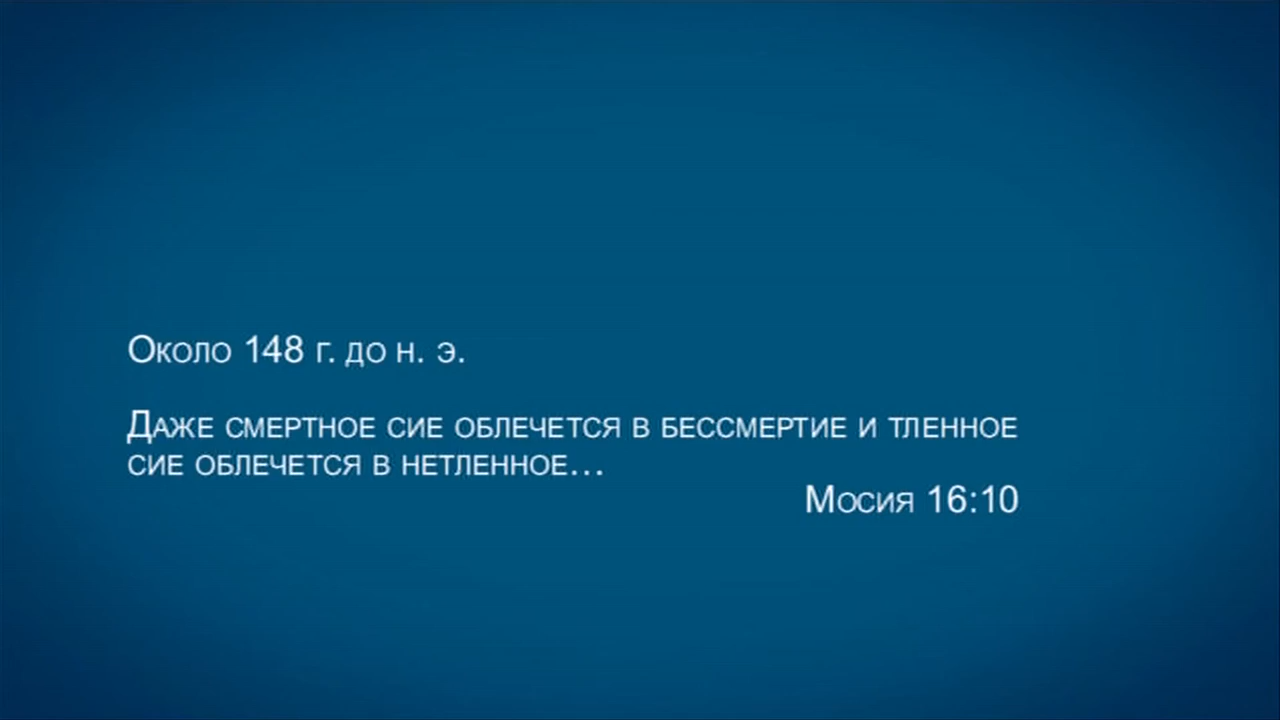 Около 148 г. до н. э.
Даже смертное сие облечется в бессмертие и тленное
сие облечется в нетленное...
Мосия 16:10